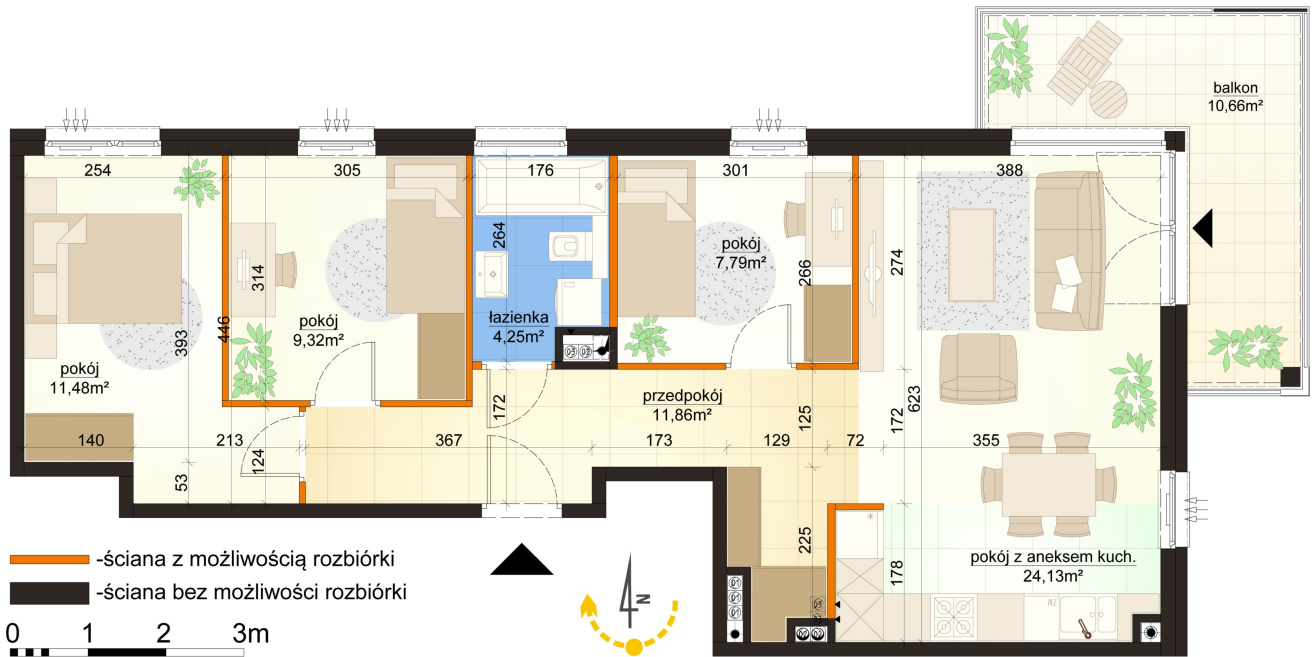 balkon
10,66m²
254
305
176
301
388
264
pokój
7,79m²
266
274
314
446
393
łazienka
4,25m²
pokój
9,32m²
pokój
11,48m²
przedpokój
11,86m²
172
125
172
623
140
213
124
367
173
129
72
355
53
225
178
pokój z aneksem kuch.
24,13m²
ZM
-ściana z możliwością rozbiórki
-ściana bez możliwości rozbiórki
N
0 1 2 3m